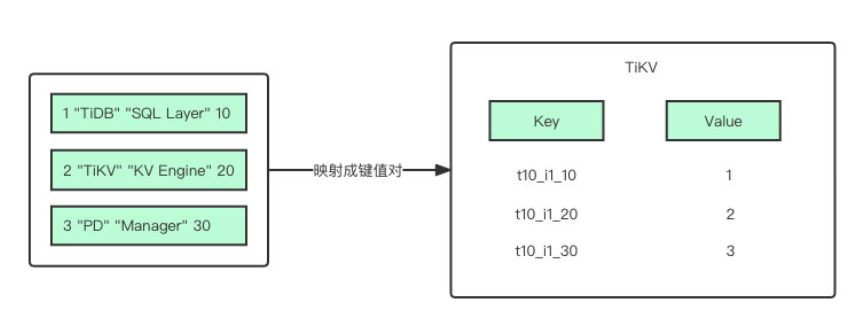 1 "TiDB" "SQL Layer" 10
2 "TiKV" "KV Engine" 20
3 "PD" "Manager" 30
映射成键值对
TiKV
Key Value
t10_i1_10 1
t10_i1_20 2
t10_i1_30 3